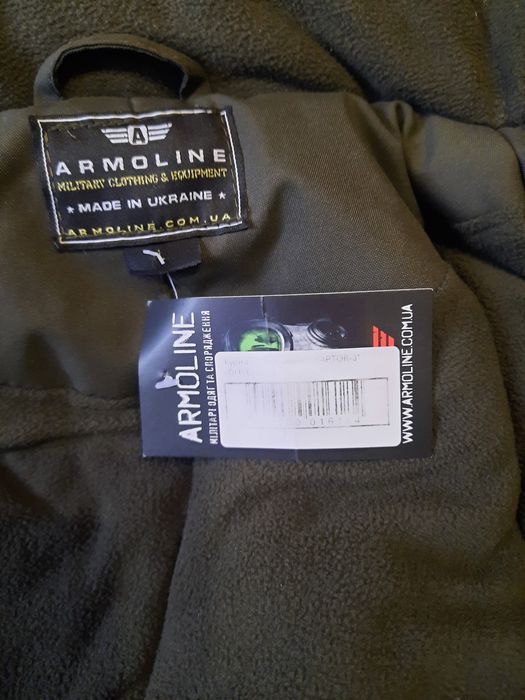 A
ARMOLINE
MILITARY CLOTHING & EQUIPMENT
★ MADE IN UKRAINE ★
ARMOLINE.COM.UA
ARMOLINE
МІЛІТАРІ ОДЯГ ТА СПОРЯДЖЕННЯ
WWW.ARMOLINE.COM.UA